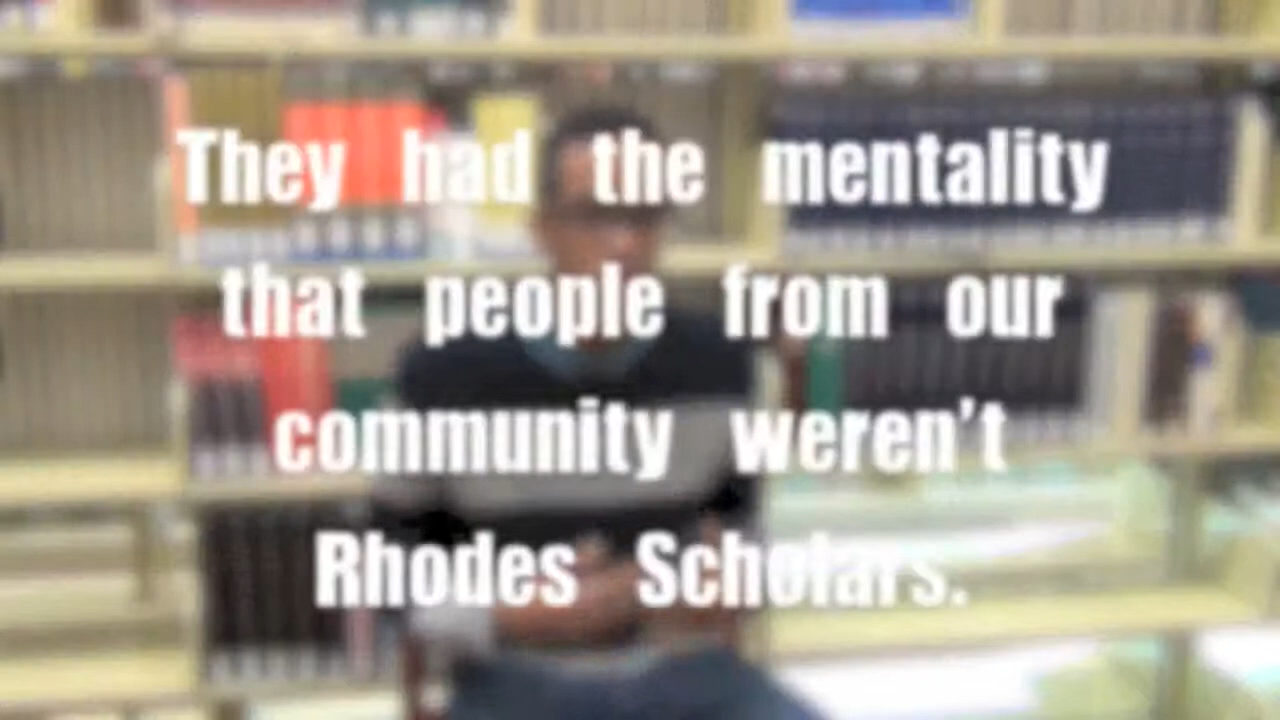 They had the mentality
that people from our
community weren’t
Rhodes Scholars.